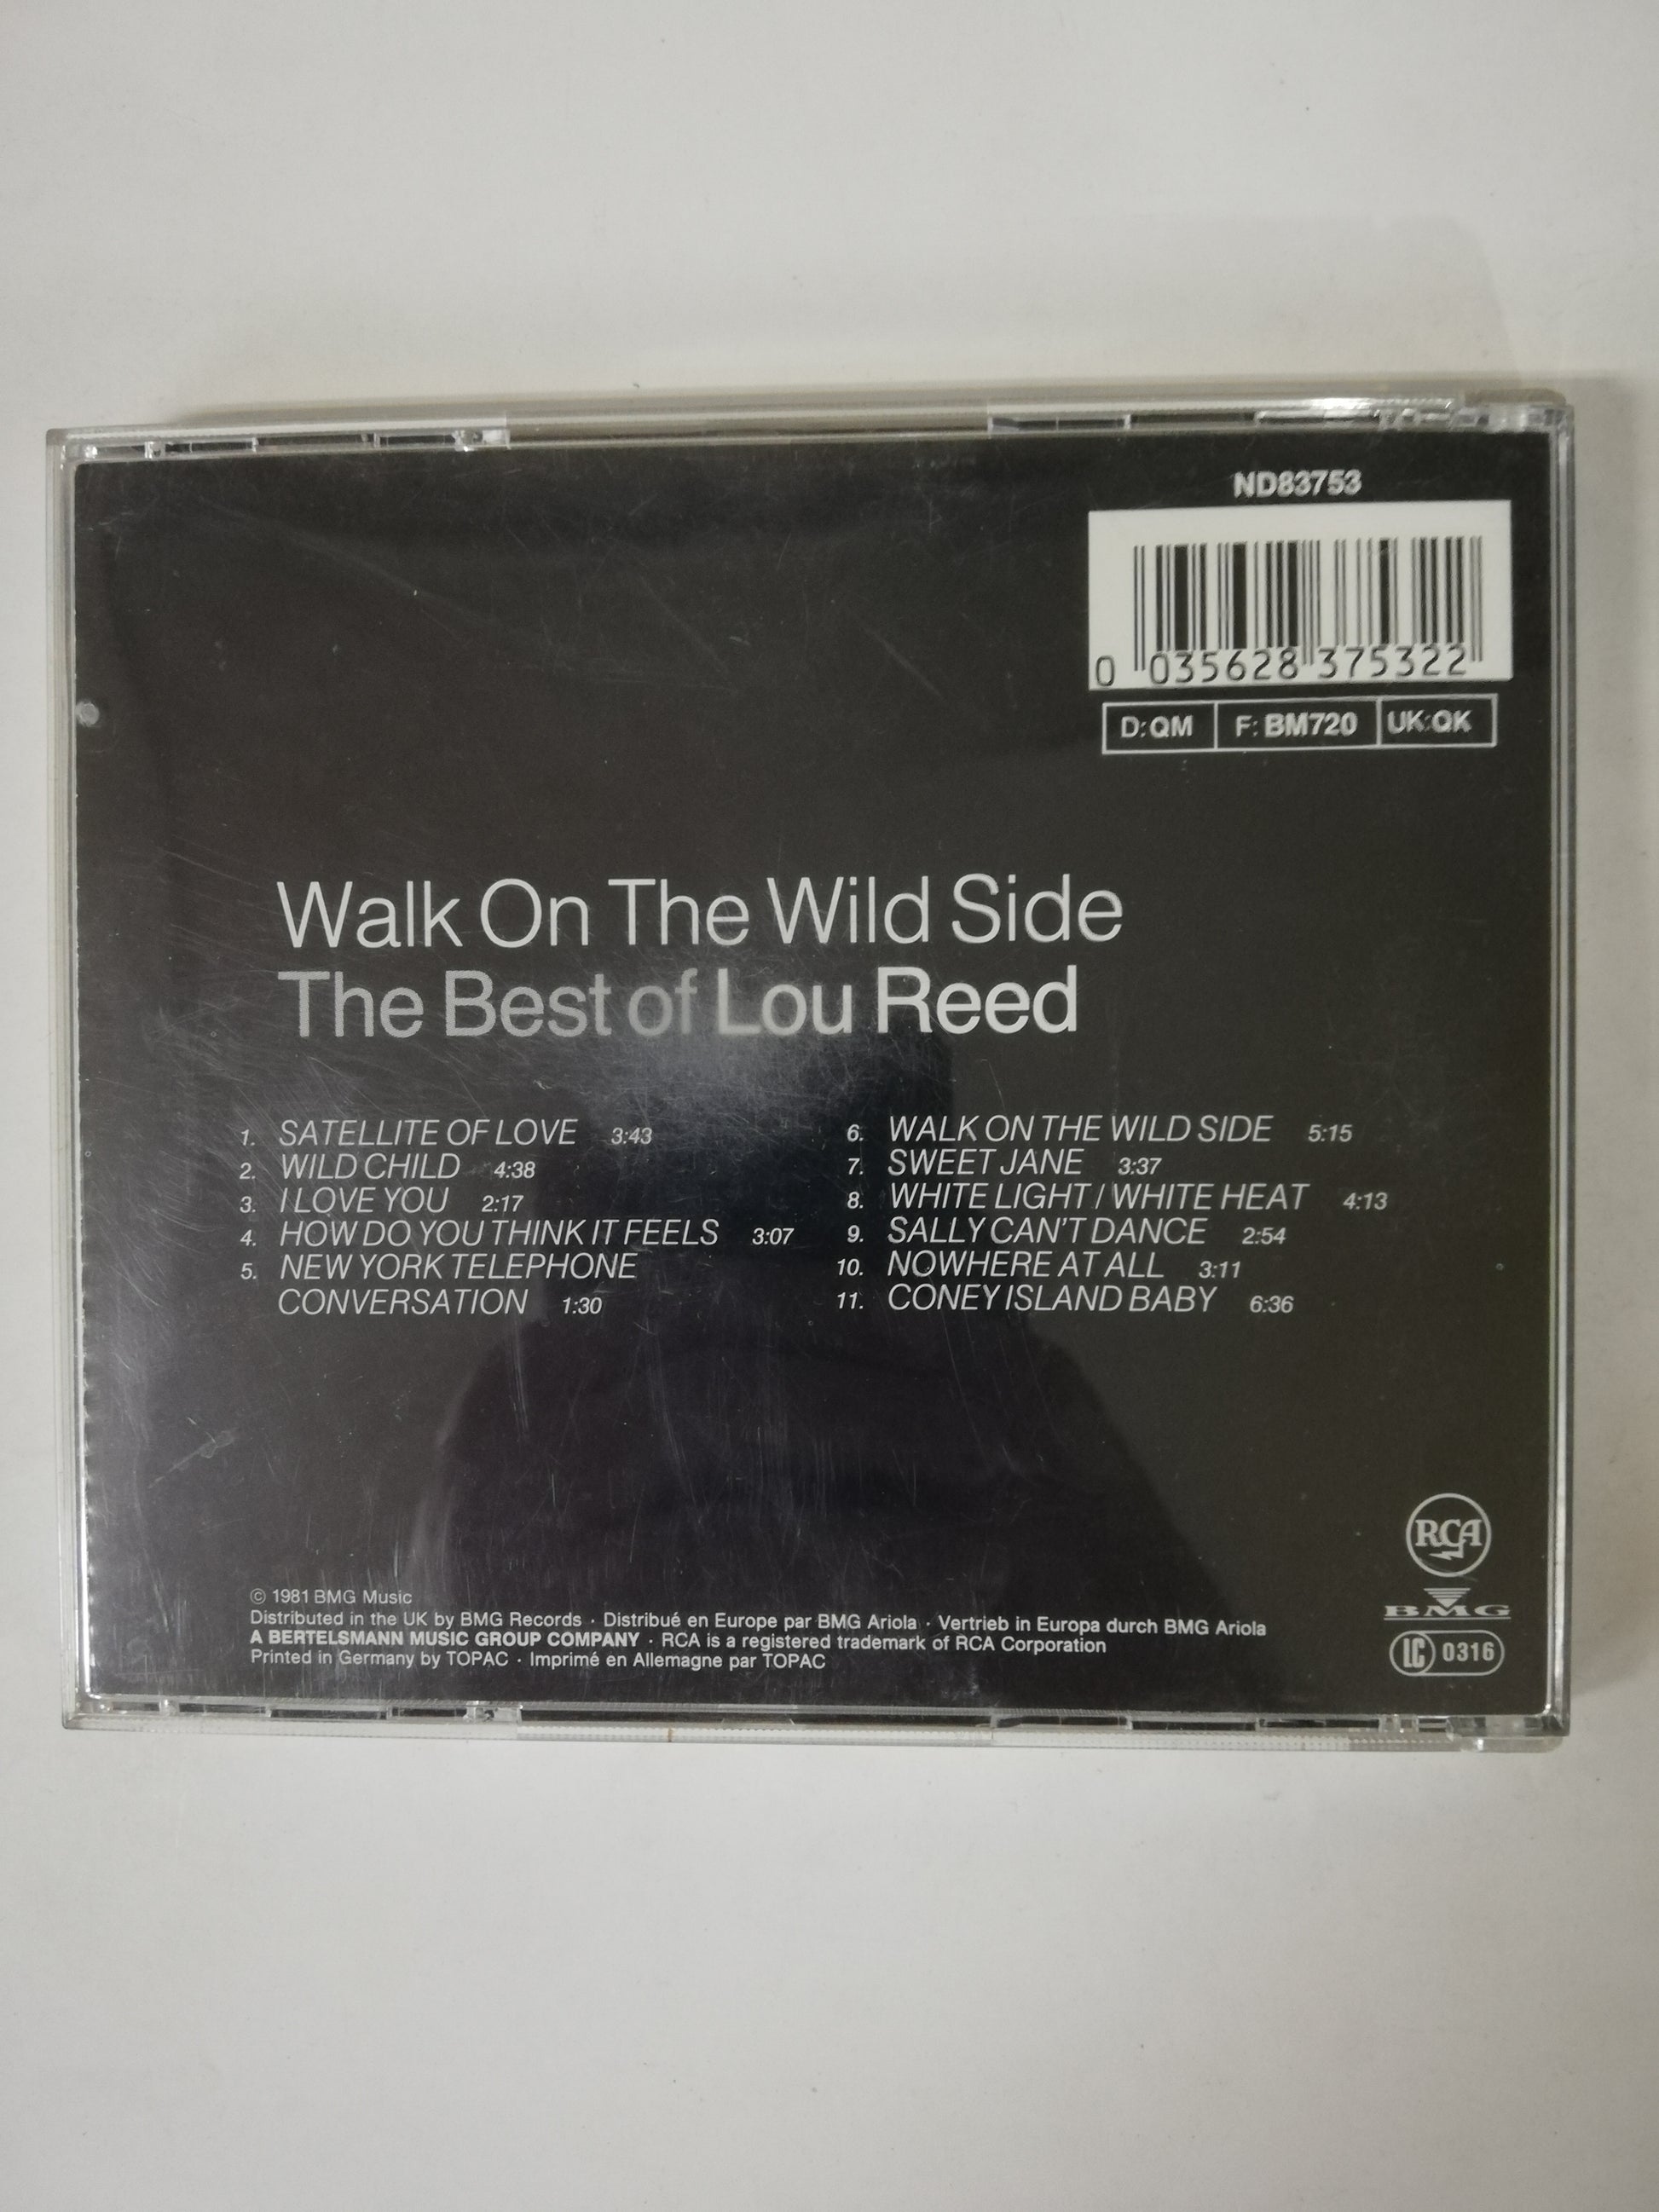 ND83753
0 035628 375322
D: QM F: BM720 UK: QK
Walk On The Wild Side
The Best of Lou Reed
1. SATELLITE OF LOVE 3:43
2. WILD CHILD 4:38
3. I LOVE YOU 2:17
4. HOW DO YOU THINK IT FEELS 3:07
5. NEW YORK TELEPHONE
CONVERSATION 1:30
6. WALK ON THE WILD SIDE 5:15
7. SWEET JANE 3:37
8. WHITE LIGHT / WHITE HEAT 4:13
9. SALLY CAN'T DANCE 2:54
10. NOWHERE AT ALL 3:11
11. CONEY ISLAND BABY 6:36
© 1981 BMG Music
Distributed in the UK by BMG Records · Distribué en Europe par BMG Ariola · Vertrieb in Europa durch BMG Ariola
A BERTELSMANN MUSIC GROUP COMPANY · RCA is a registered trademark of RCA Corporation
Printed in Germany by TOPAC · Imprimé en Allemagne par TOPAC
RCA
BMG
LC 0316